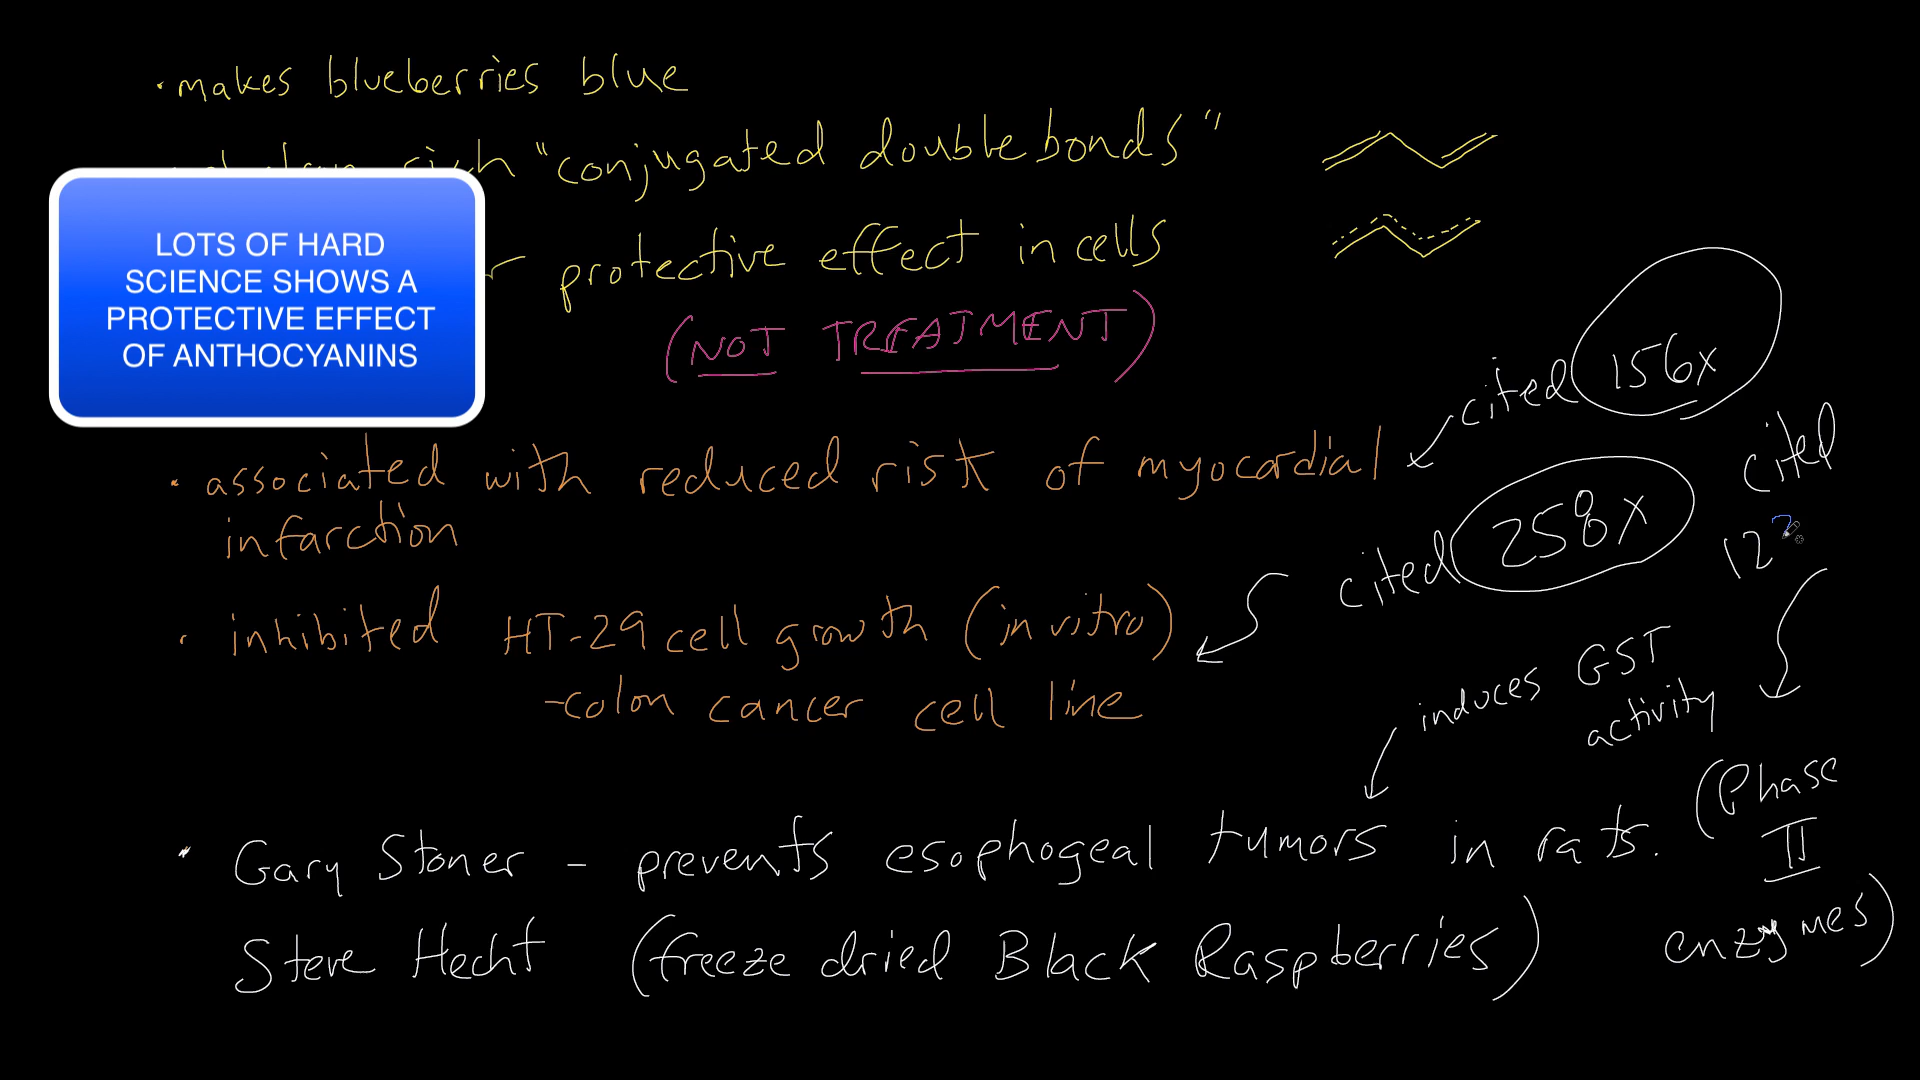 · makes blueberries blue
rich "conjugated double bonds"
LOTS OF HARD
SCIENCE SHOWS A
PROTECTIVE EFFECT
OF ANTHOCYANINS
protective effect in cells
(NOT TREATMENT)
cited 156x
· associated with reduced risk of myocardial
infarction
cited 258x
cited
· inhibited HT-29 cell growth (in vitro)
-colon cancer cell line
induces GST
activity
(Phase
II
enzymes)
· Gary Stoner - prevents esophogeal tumors in rats.
Steve Hecht (freeze dried Black Raspberries)